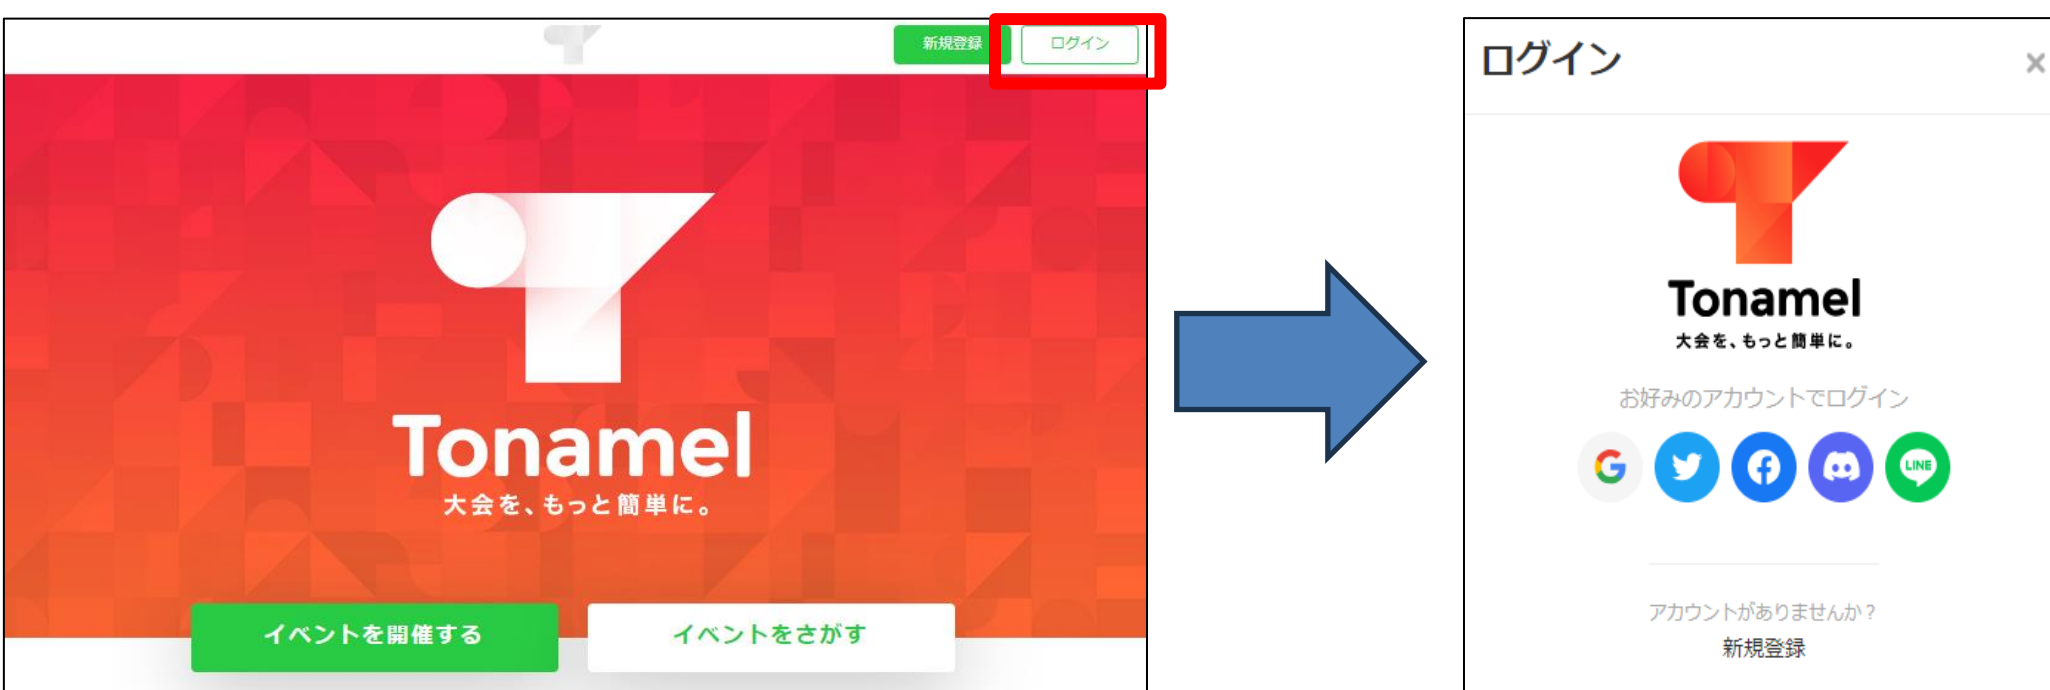 新規登録
ログイン
Tonamel
大会を、もっと簡単に。
イベントを開催する
イベントをさがす
ログイン
×
Tonamel
大会を、もっと簡単に。
お好みのアカウントでログイン
G
LINE
アカウントがありませんか？
新規登録